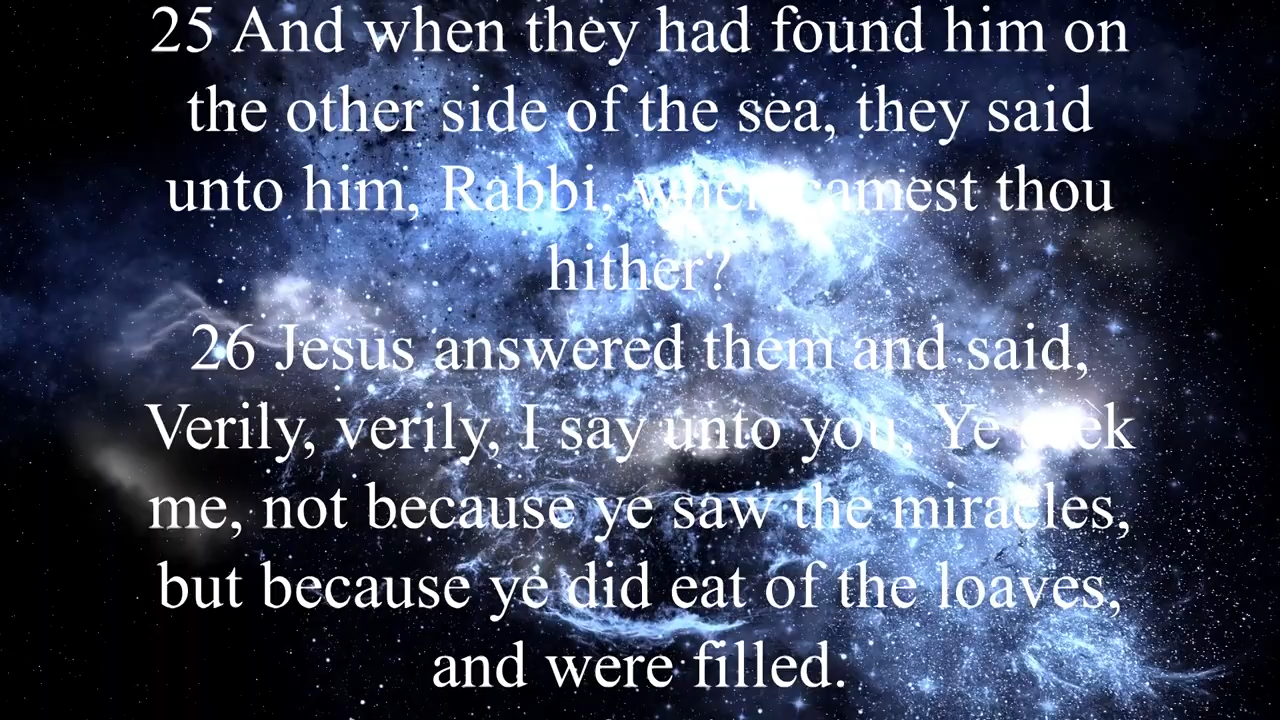 25 And when they had found him on
the other side of the sea, they said
unto him, Rabbi, when camest thou
hither?
26 Jesus answered them and said,
Verily, verily, I say unto you, Ye seek
me, not because ye saw the miracles,
but because ye did eat of the loaves,
and were filled.